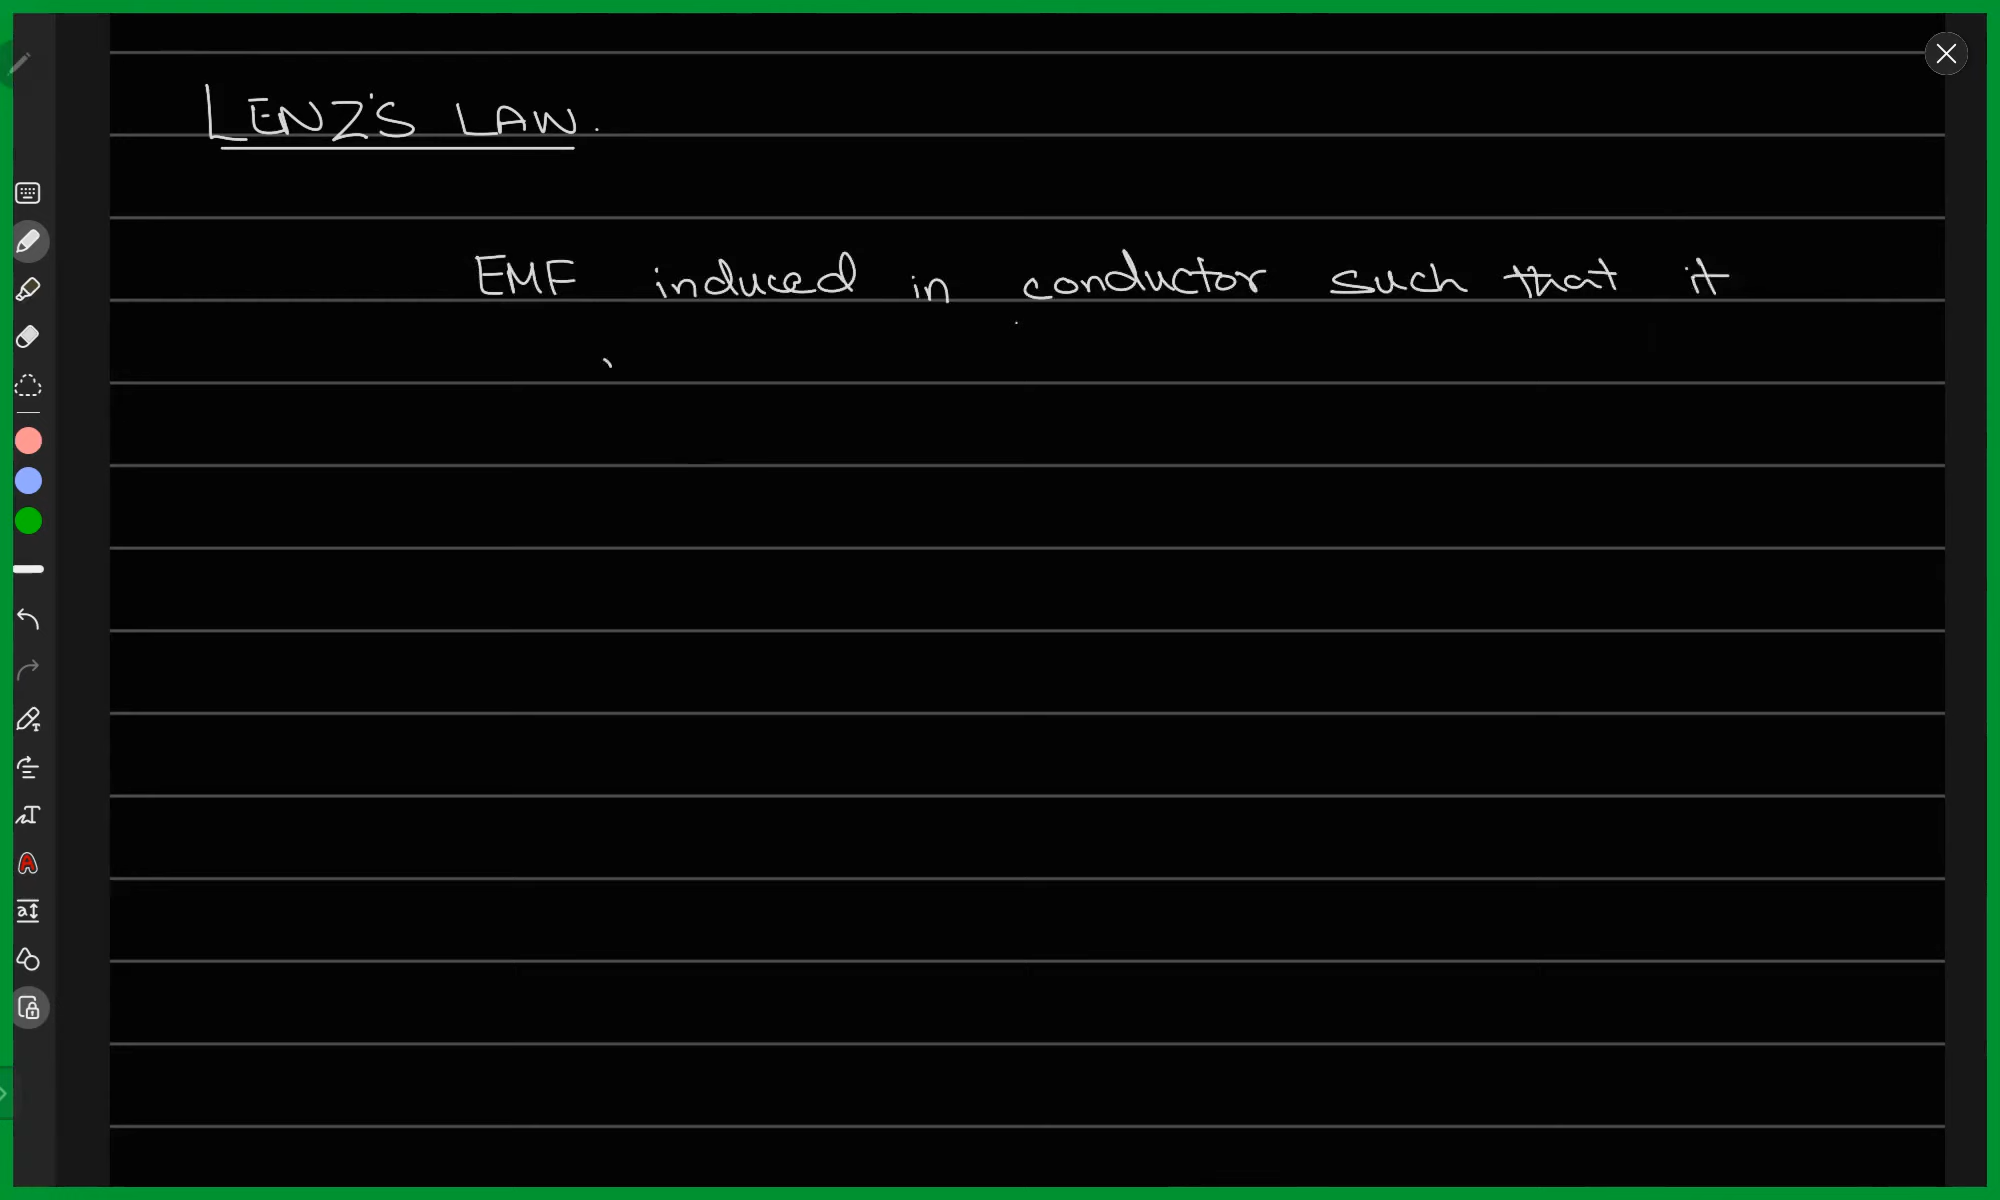 LENZ'S LAW.
EMF induced in conductor such that it